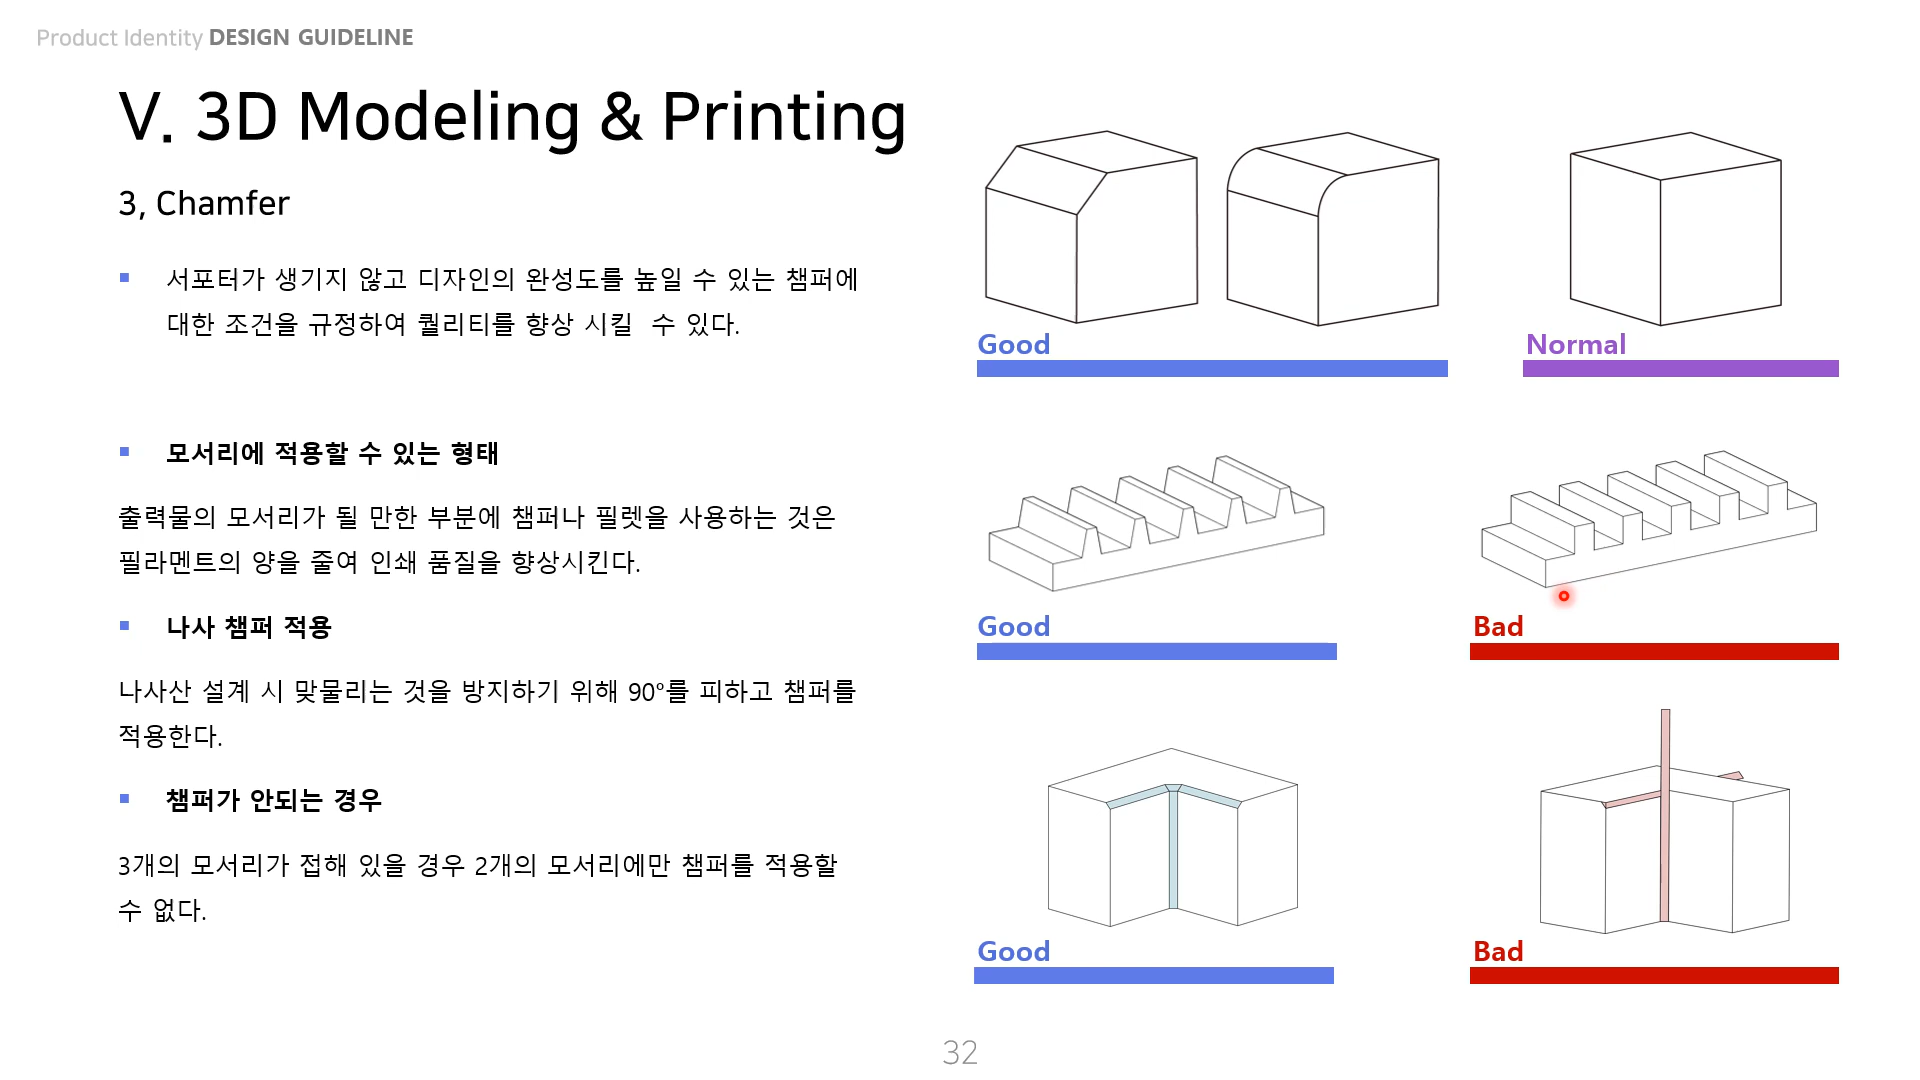 Product Identity DESIGN GUIDELINE
V. 3D Modeling & Printing
3, Chamfer
서포터가 생기지 않고 디자인의 완성도를 높일 수 있는 챔퍼에
대한 조건을 규정하여 퀄리티를 향상 시킬 수 있다.
모서리에 적용할 수 있는 형태
출력물의 모서리가 될 만한 부분에 챔퍼나 필렛을 사용하는 것은
필라멘트의 양을 줄여 인쇄 품질을 향상시킨다.
나사 챔퍼 적용
나사산 설계 시 맞물리는 것을 방지하기 위해 90°를 피하고 챔퍼를
적용한다.
챔퍼가 안되는 경우
3개의 모서리가 접해 있을 경우 2개의 모서리에만 챔퍼를 적용할
수 없다.
Good
Normal
Good
Bad
Good
Bad
32